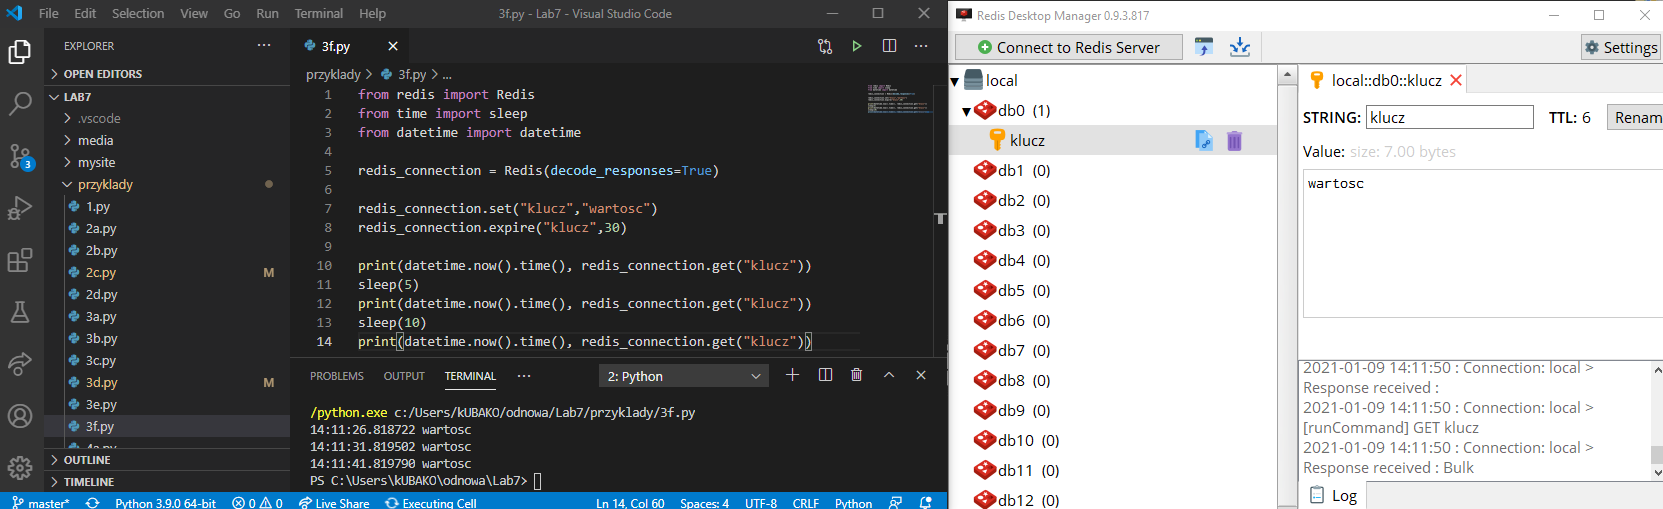 File Edit Selection View Go Run Terminal Help 3f.py - Lab7 - Visual Studio Code
EXPLORER ···
OPEN EDITORS
LAB7
.vscode
media
mysite
przyklady
1.py
2a.py
2b.py
2c.py M
2d.py
3a.py
3b.py
3c.py
3d.py M
3e.py
3f.py
OUTLINE
TIMELINE
3
3f.py
przyklady > 3f.py > ...
1 from redis import Redis
2 from time import sleep
3 from datetime import datetime
4
5 redis_connection = Redis(decode_responses=True)
6
7 redis_connection.set("klucz","wartosc")
8 redis_connection.expire("klucz",30)
9
10 print(datetime.now().time(), redis_connection.get("klucz"))
11 sleep(5)
12 print(datetime.now().time(), redis_connection.get("klucz"))
13 sleep(10)
14 print(datetime.now().time(), redis_connection.get("klucz"))
PROBLEMS OUTPUT TERMINAL ··· 2: Python
/python.exe c:/Users/kUBAKO/odnowa/Lab7/przyklady/3f.py
14:11:26.818722 wartosc
14:11:31.819502 wartosc
14:11:41.819790 wartosc
PS C:\Users\kUBAKO\odnowa\Lab7>
master* Python 3.9.0 64-bit 0 0 Live Share Executing Cell Ln 14, Col 60 Spaces: 4 UTF-8 CRLF Python
Redis Desktop Manager 0.9.3.817
Connect to Redis Server Settings
local
db0 (1)
klucz
db1 (0)
db2 (0)
db3 (0)
db4 (0)
db5 (0)
db6 (0)
db7 (0)
db8 (0)
db9 (0)
db10 (0)
db11 (0)
db12 (0)
local::db0::klucz
STRING: klucz TTL: 6 Renam
Value: size: 7.00 bytes
wartosc
2021-01-09 14:11:50 : Connection: local >
Response received :
2021-01-09 14:11:50 : Connection: local >
[runCommand] GET klucz
2021-01-09 14:11:50 : Connection: local >
Response received : Bulk
Log